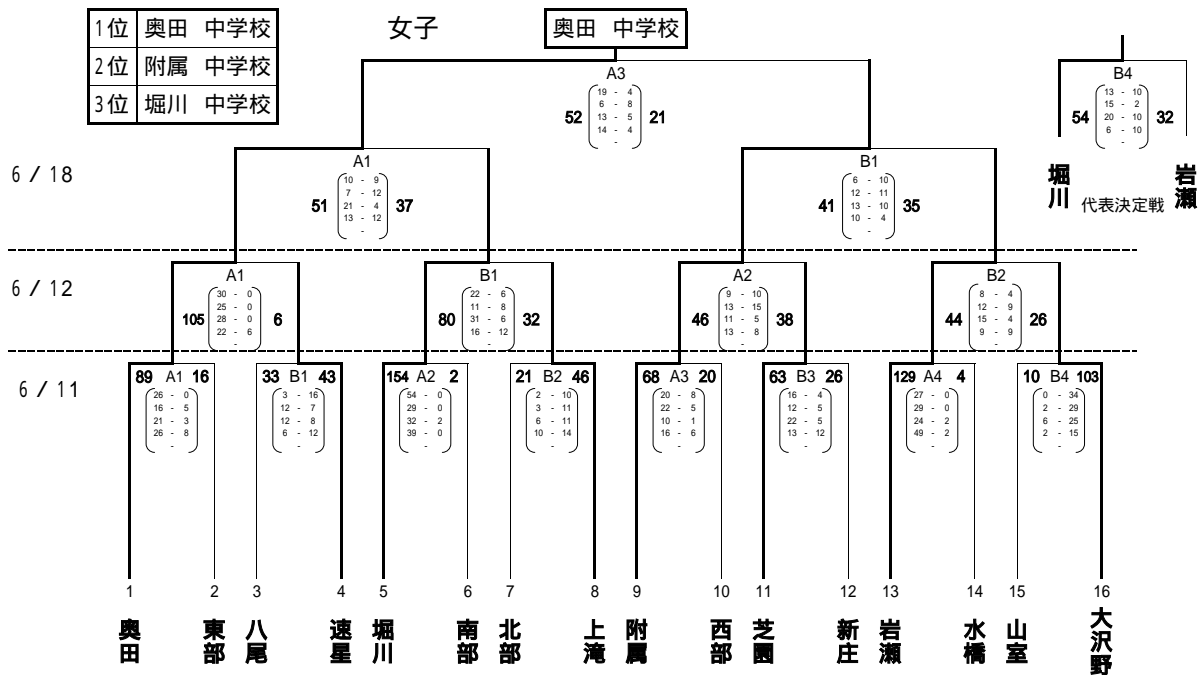 1位 奥田 中学校
2位 附属 中学校
3位 堀川 中学校
女子
奥田 中学校
A3
52 21
19 - 4
6 - 8
13 - 5
14 - 4
-
B4
54 32
13 - 10
15 - 2
20 - 10
6 - 10
-
堀川 代表決定戦 岩瀬
6 / 18
A1
51 37
10 - 9
7 - 12
21 - 4
13 - 12
-
B1
41 35
6 - 10
12 - 11
13 - 10
10 - 4
-
6 / 12
A1
105 6
30 - 0
25 - 0
28 - 0
22 - 6
-
B1
80 32
22 - 6
11 - 8
31 - 6
16 - 12
-
A2
46 38
9 - 10
13 - 15
11 - 5
13 - 8
-
B2
44 26
8 - 4
12 - 9
15 - 4
9 - 9
-
6 / 11
89 A1 16
26 - 0
16 - 5
21 - 3
26 - 8
-
33 B1 43
3 - 16
12 - 7
12 - 8
6 - 12
-
154 A2 2
54 - 0
29 - 0
32 - 2
39 - 0
-
21 B2 46
2 - 10
3 - 11
6 - 11
10 - 14
-
68 A3 20
20 - 8
22 - 5
10 - 1
16 - 6
-
63 B3 26
16 - 4
12 - 5
22 - 5
13 - 12
-
129 A4 4
27 - 0
29 - 0
24 - 2
49 - 2
-
10 B4 103
0 - 34
2 - 29
6 - 25
2 - 15
-
1 2 3 4 5 6 7 8 9 10 11 12 13 14 15 16
奥田
東部
八尾
速星
堀川
南部
北部
上滝
附属
西部
芝園
新庄
岩瀬
水橋
山室
大沢野